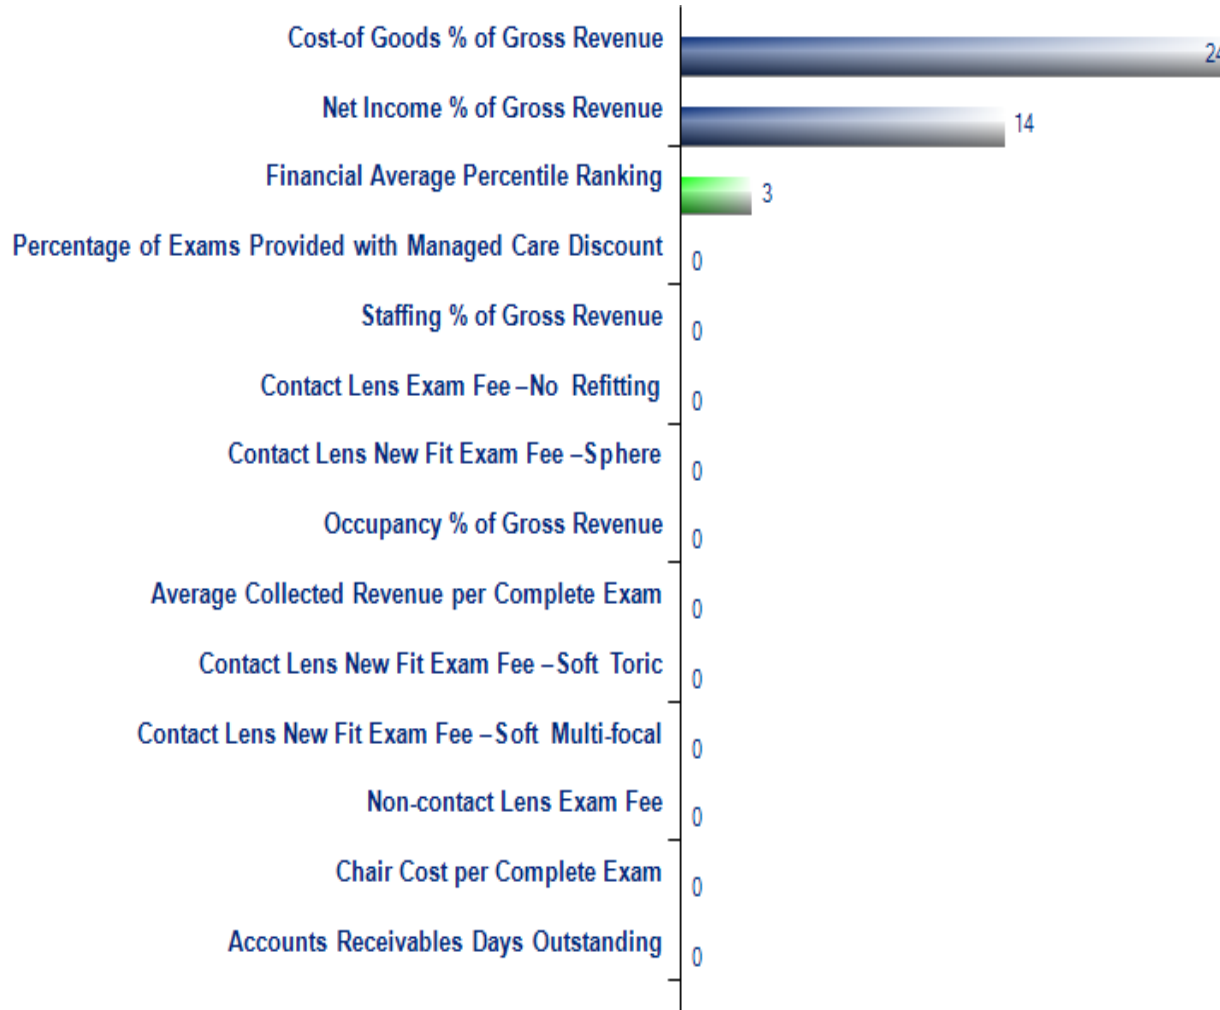 Cost-of Goods % of Gross Revenue 24
Net Income % of Gross Revenue 14
Financial Average Percentile Ranking 3
Percentage of Exams Provided with Managed Care Discount 0
Staffing % of Gross Revenue 0
Contact Lens Exam Fee –No Refitting 0
Contact Lens New Fit Exam Fee –Sphere 0
Occupancy % of Gross Revenue 0
Average Collected Revenue per Complete Exam 0
Contact Lens New Fit Exam Fee –Soft Toric 0
Contact Lens New Fit Exam Fee –Soft Multi-focal 0
Non-contact Lens Exam Fee 0
Chair Cost per Complete Exam 0
Accounts Receivables Days Outstanding 0